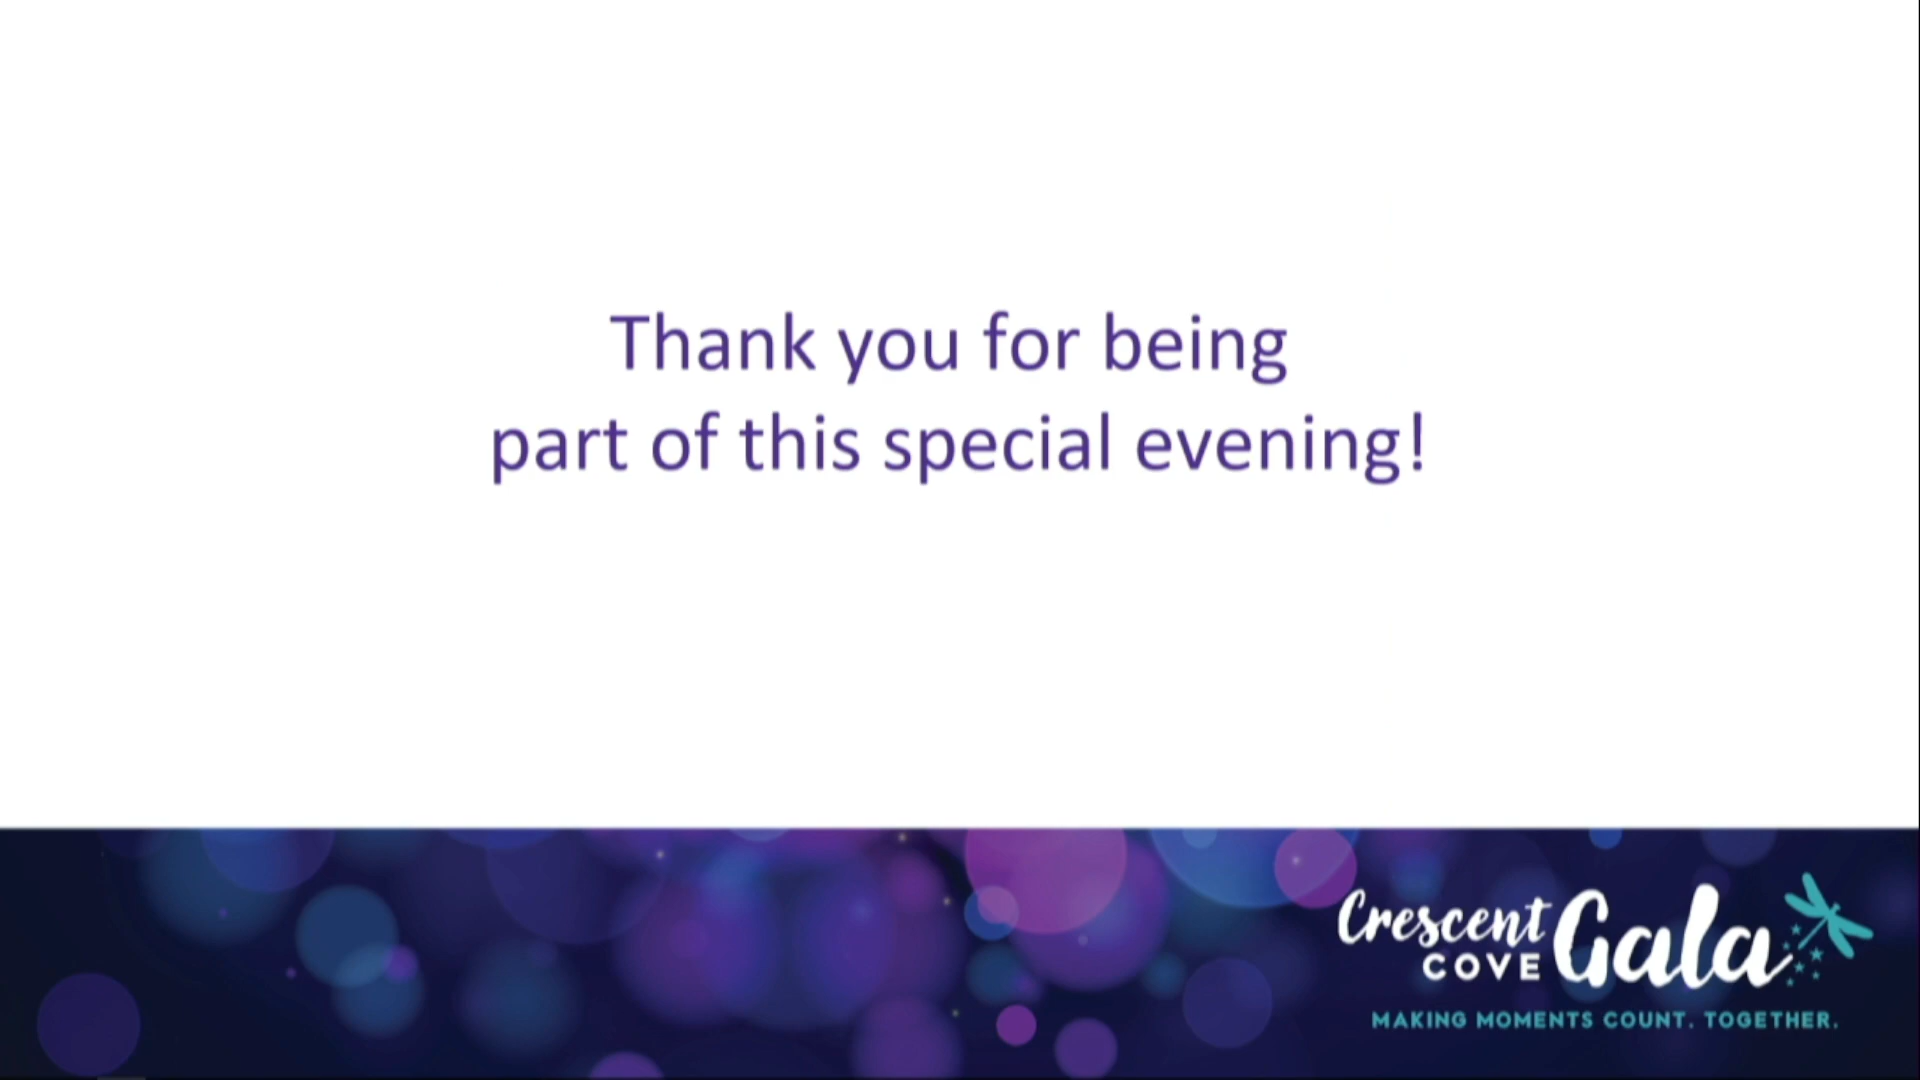 Thank you for being
part of this special evening!
Crescent
COVE Gala
MAKING MOMENTS COUNT. TOGETHER.